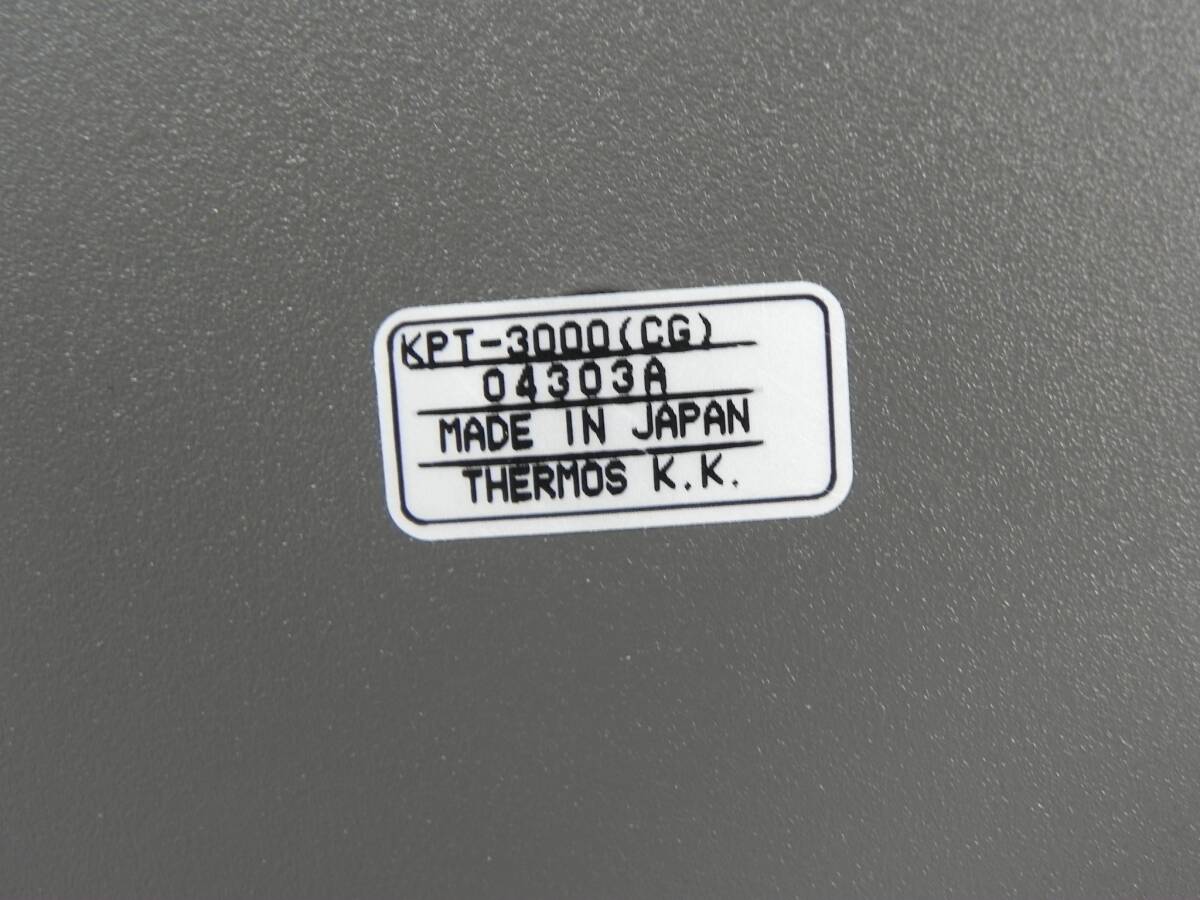 KPT-3000(CG)
04303A
MADE IN JAPAN
THERMOS K.K.